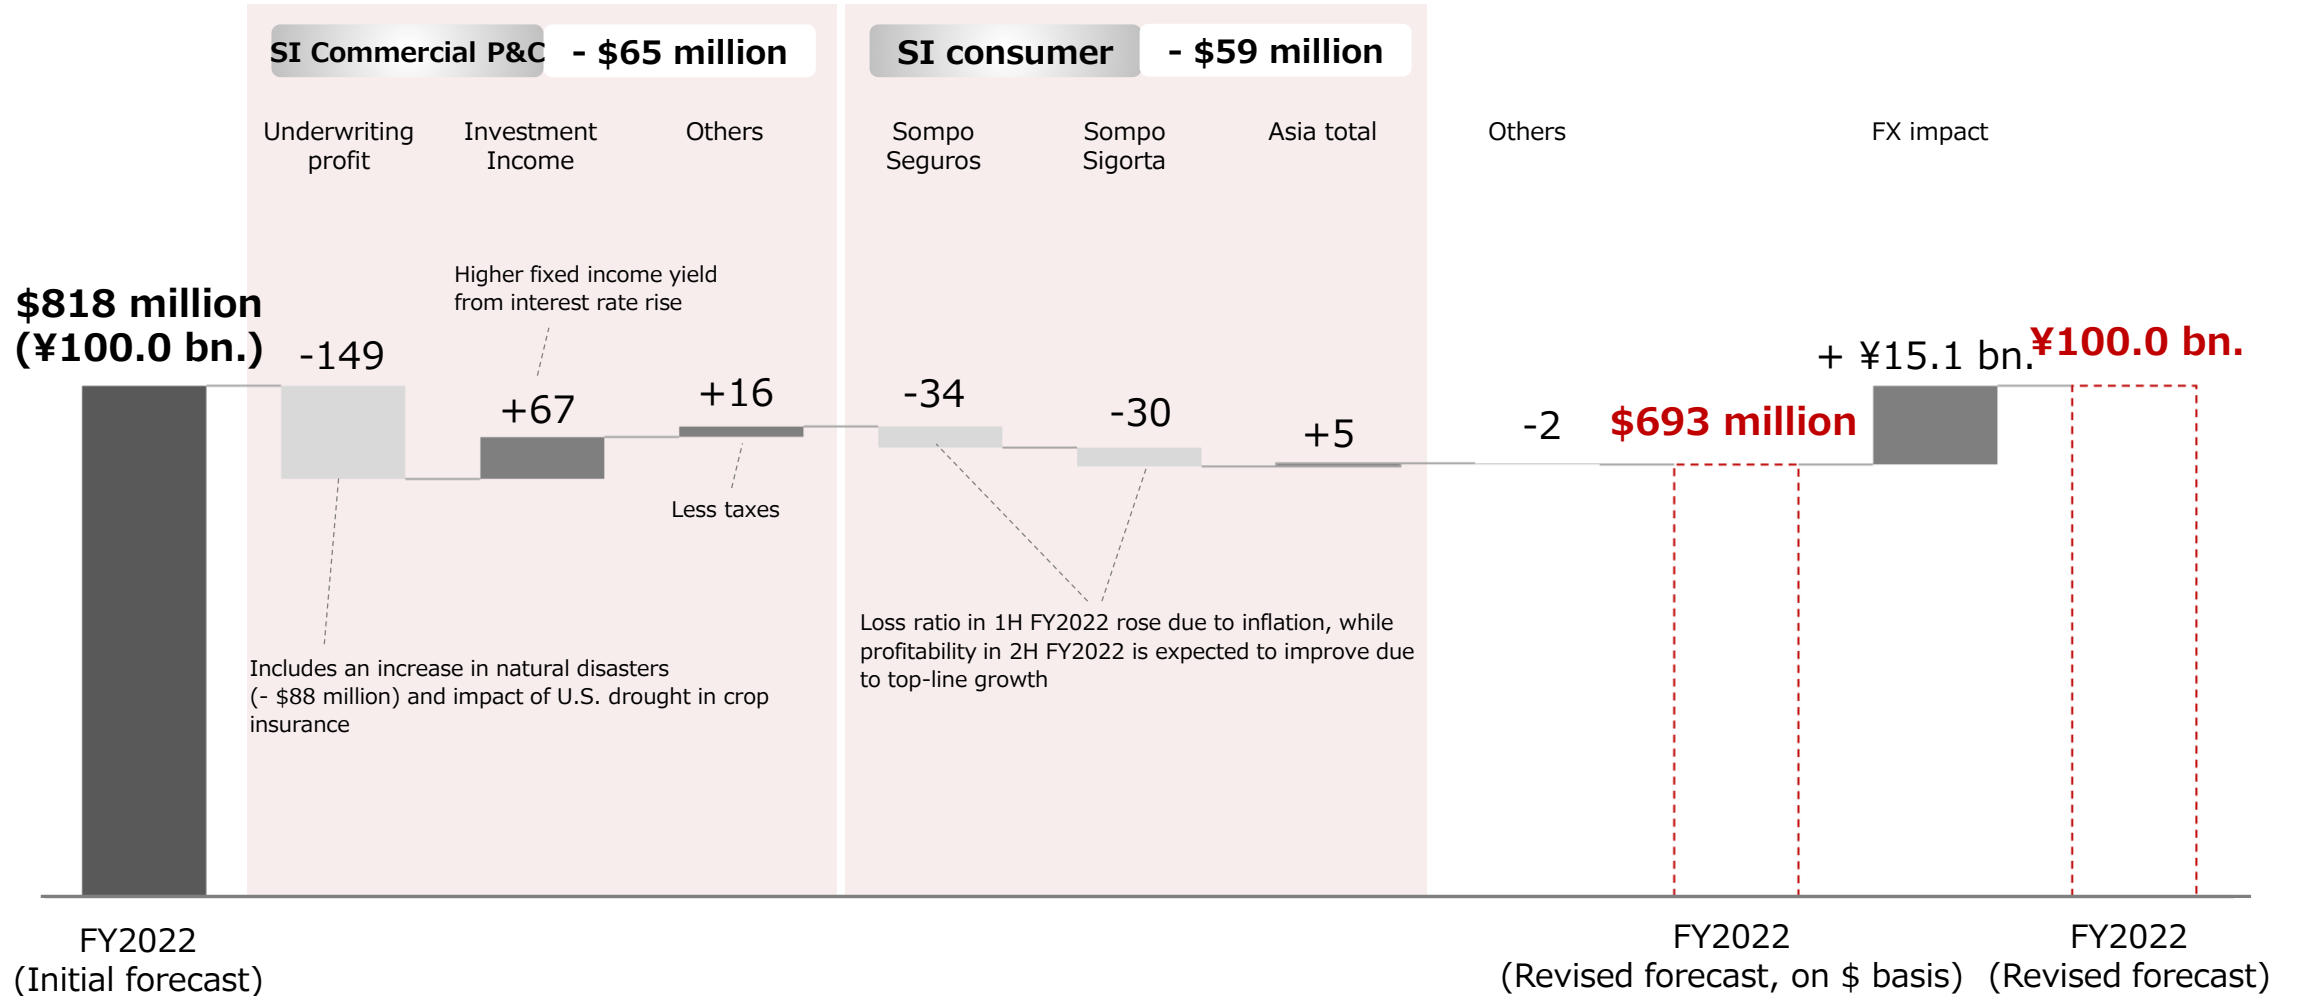 SI Commercial P&C
- $65 million
SI consumer
- $59 million
Underwriting
profit
Investment
Income
Others
Sompo
Seguros
Sompo
Sigorta
Asia total
Others
FX impact
Higher fixed income yield
from interest rate rise
$818 million
(¥100.0 bn.)
-149
+67
+16
-34
-30
+5
-2
$693 million
+ ¥15.1 bn.
¥100.0 bn.
Less taxes
Includes an increase in natural disasters
(- $88 million) and impact of U.S. drought in crop
insurance
Loss ratio in 1H FY2022 rose due to inflation, while
profitability in 2H FY2022 is expected to improve due
to top-line growth
FY2022
(Initial forecast)
FY2022
(Revised forecast, on $ basis)
FY2022
(Revised forecast)